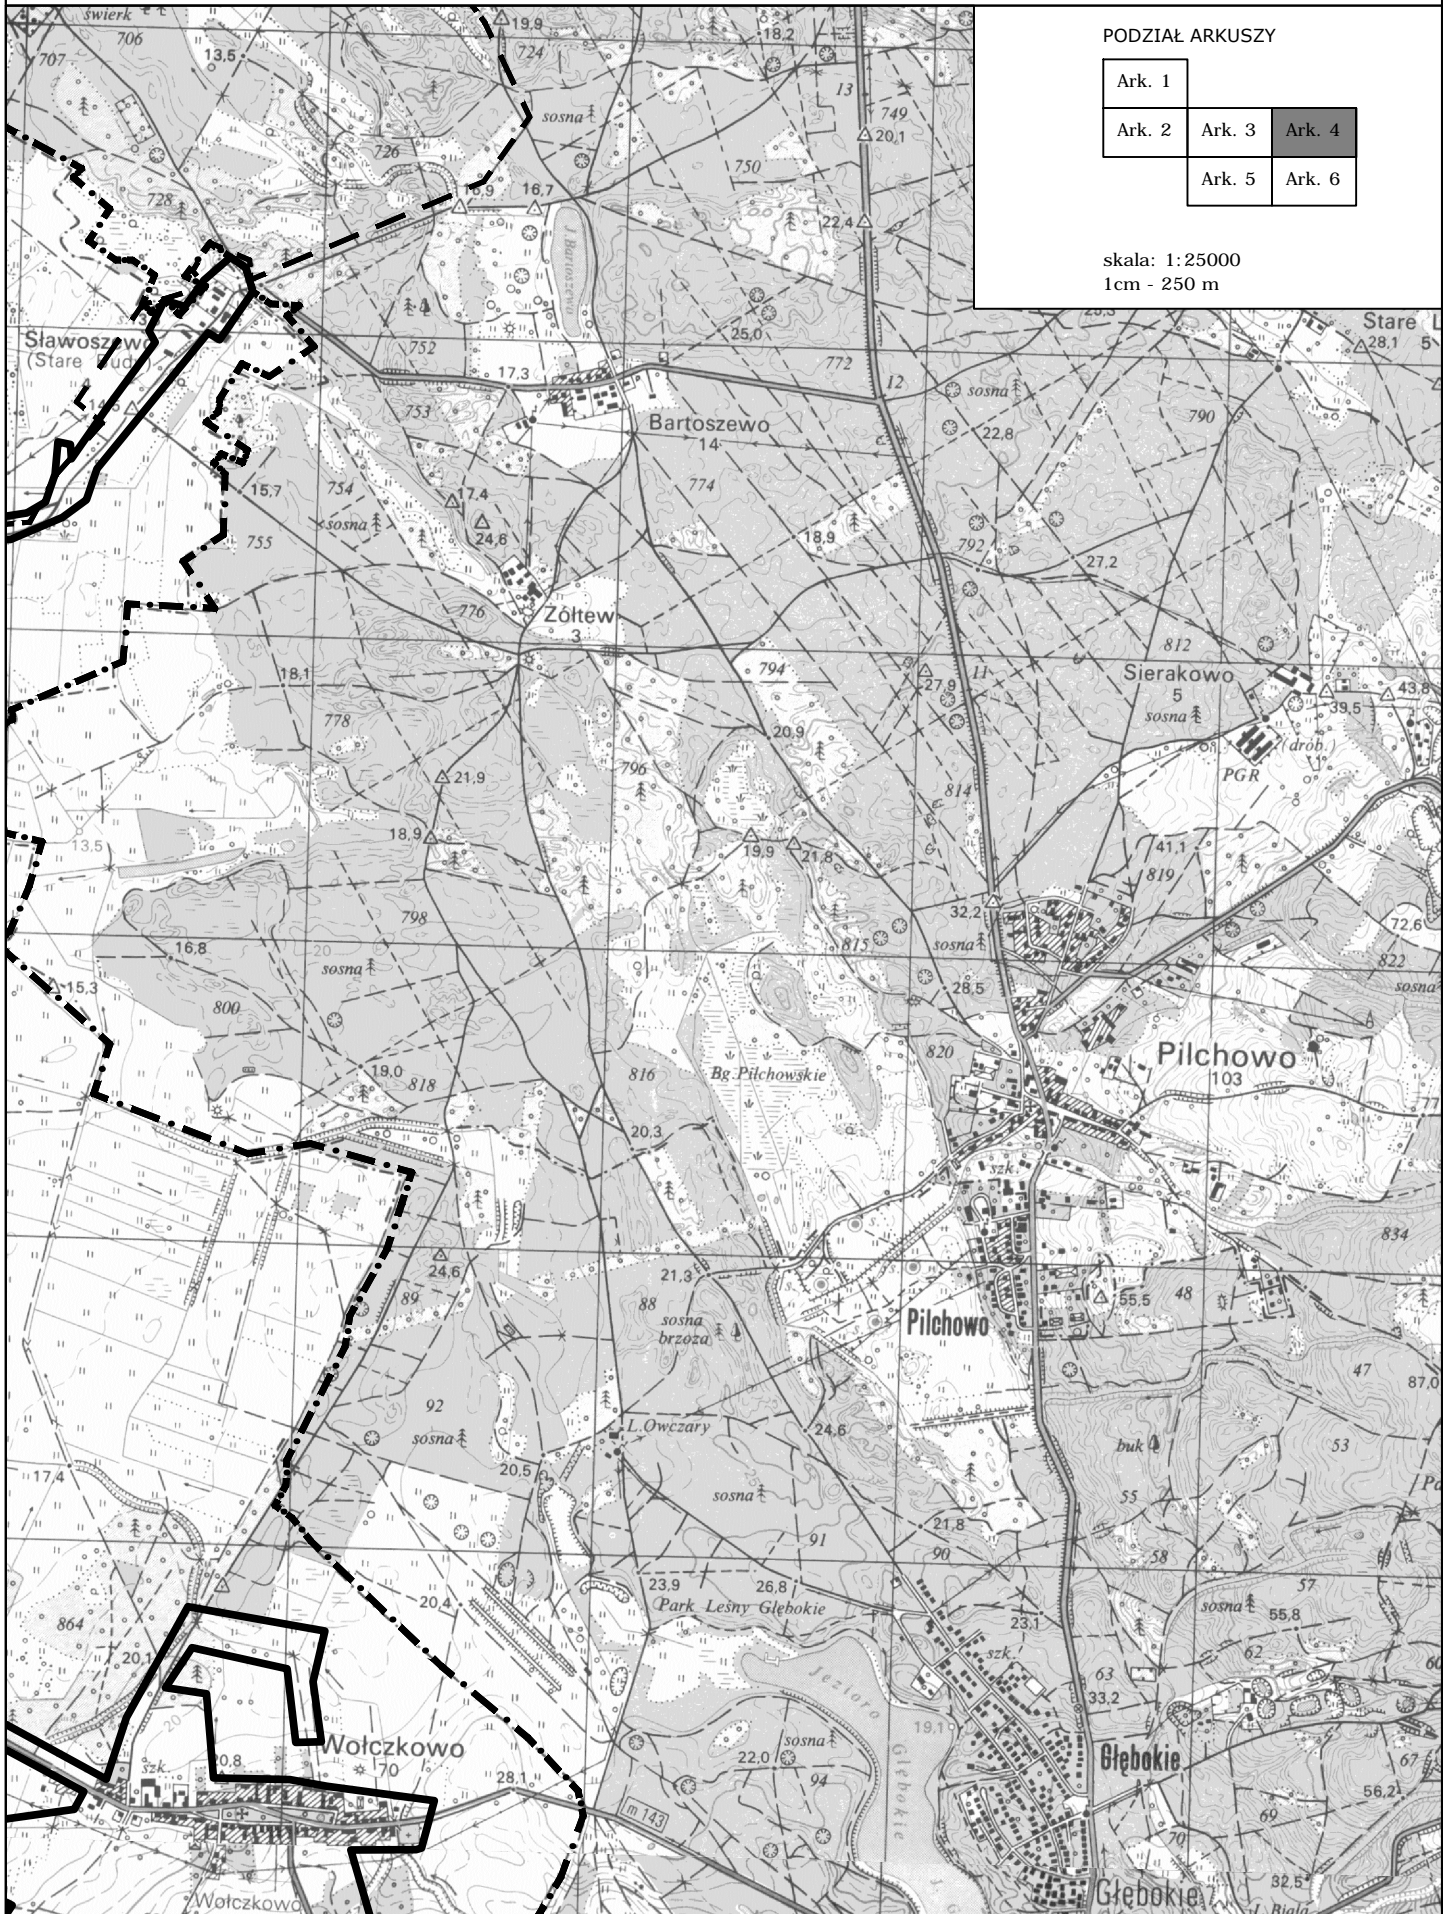 PODZIAŁ ARKUSZY
Ark. 1
Ark. 2 Ark. 3 Ark. 4
Ark. 5 Ark. 6
skala: 1:25000
1cm - 250 m
świerk
706
707
13,5
19,9
724
18,2
sosna
13
749
20,1
726
750
728
16,9
16,7
22,4
J. Bartoszewo
25,0
Stare
28,1
5
752
772
12
17,3
sosna
790
753
Bartoszewo
14
22,8
15,7
754
17,4
774
sosna
24,6
18,9
755
792
27,2
776
Żółtew
3
812
18,1
794
27,9
11
Sierakowo
5
sosna
43,8
39,5
778
20,9
(drób.)
PGR
21,9
796
814
18,9
13,5
19,9
21,8
41,1
819
798
32,2
72,6
16,8
20
815
sosna
822
sosna
15,3
sosna
28,5
800
820
Pilchowo
103
19,0
818
816
Bg. Pilchowskie
20,3
szk.
834
24,6
21,3
89
88
sosna
brzoza
55,5
48
Pilchowo
47
87,0
92
sosna
L.Owczary
24,6
buk
53
17,4
20,5
sosna
55
21,8
91
90
58
57
23,9
26,8
20,4
Park Leśny Głębokie
23,1
sosna
55,8
864
20,1
szk.
62
63
Jezioro
Głębokie
33,2
19,1
Wołczkowo
70
sosna
szk.
20,8
22,0
94
Głębokie
67
28,1
56,2
m 143
69
70
Wołczkowo
Głębokie
32,5